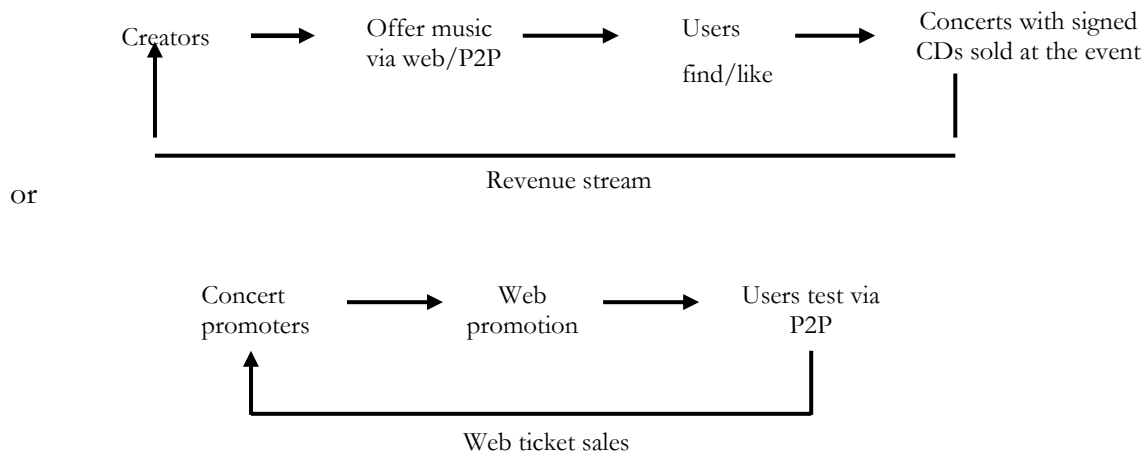 Creators
Offer music
via web/P2P
Users
find/like
Concerts with signed
CDs sold at the event
Revenue stream
or
Concert
promoters
Web
promotion
Users test via
P2P
Web ticket sales